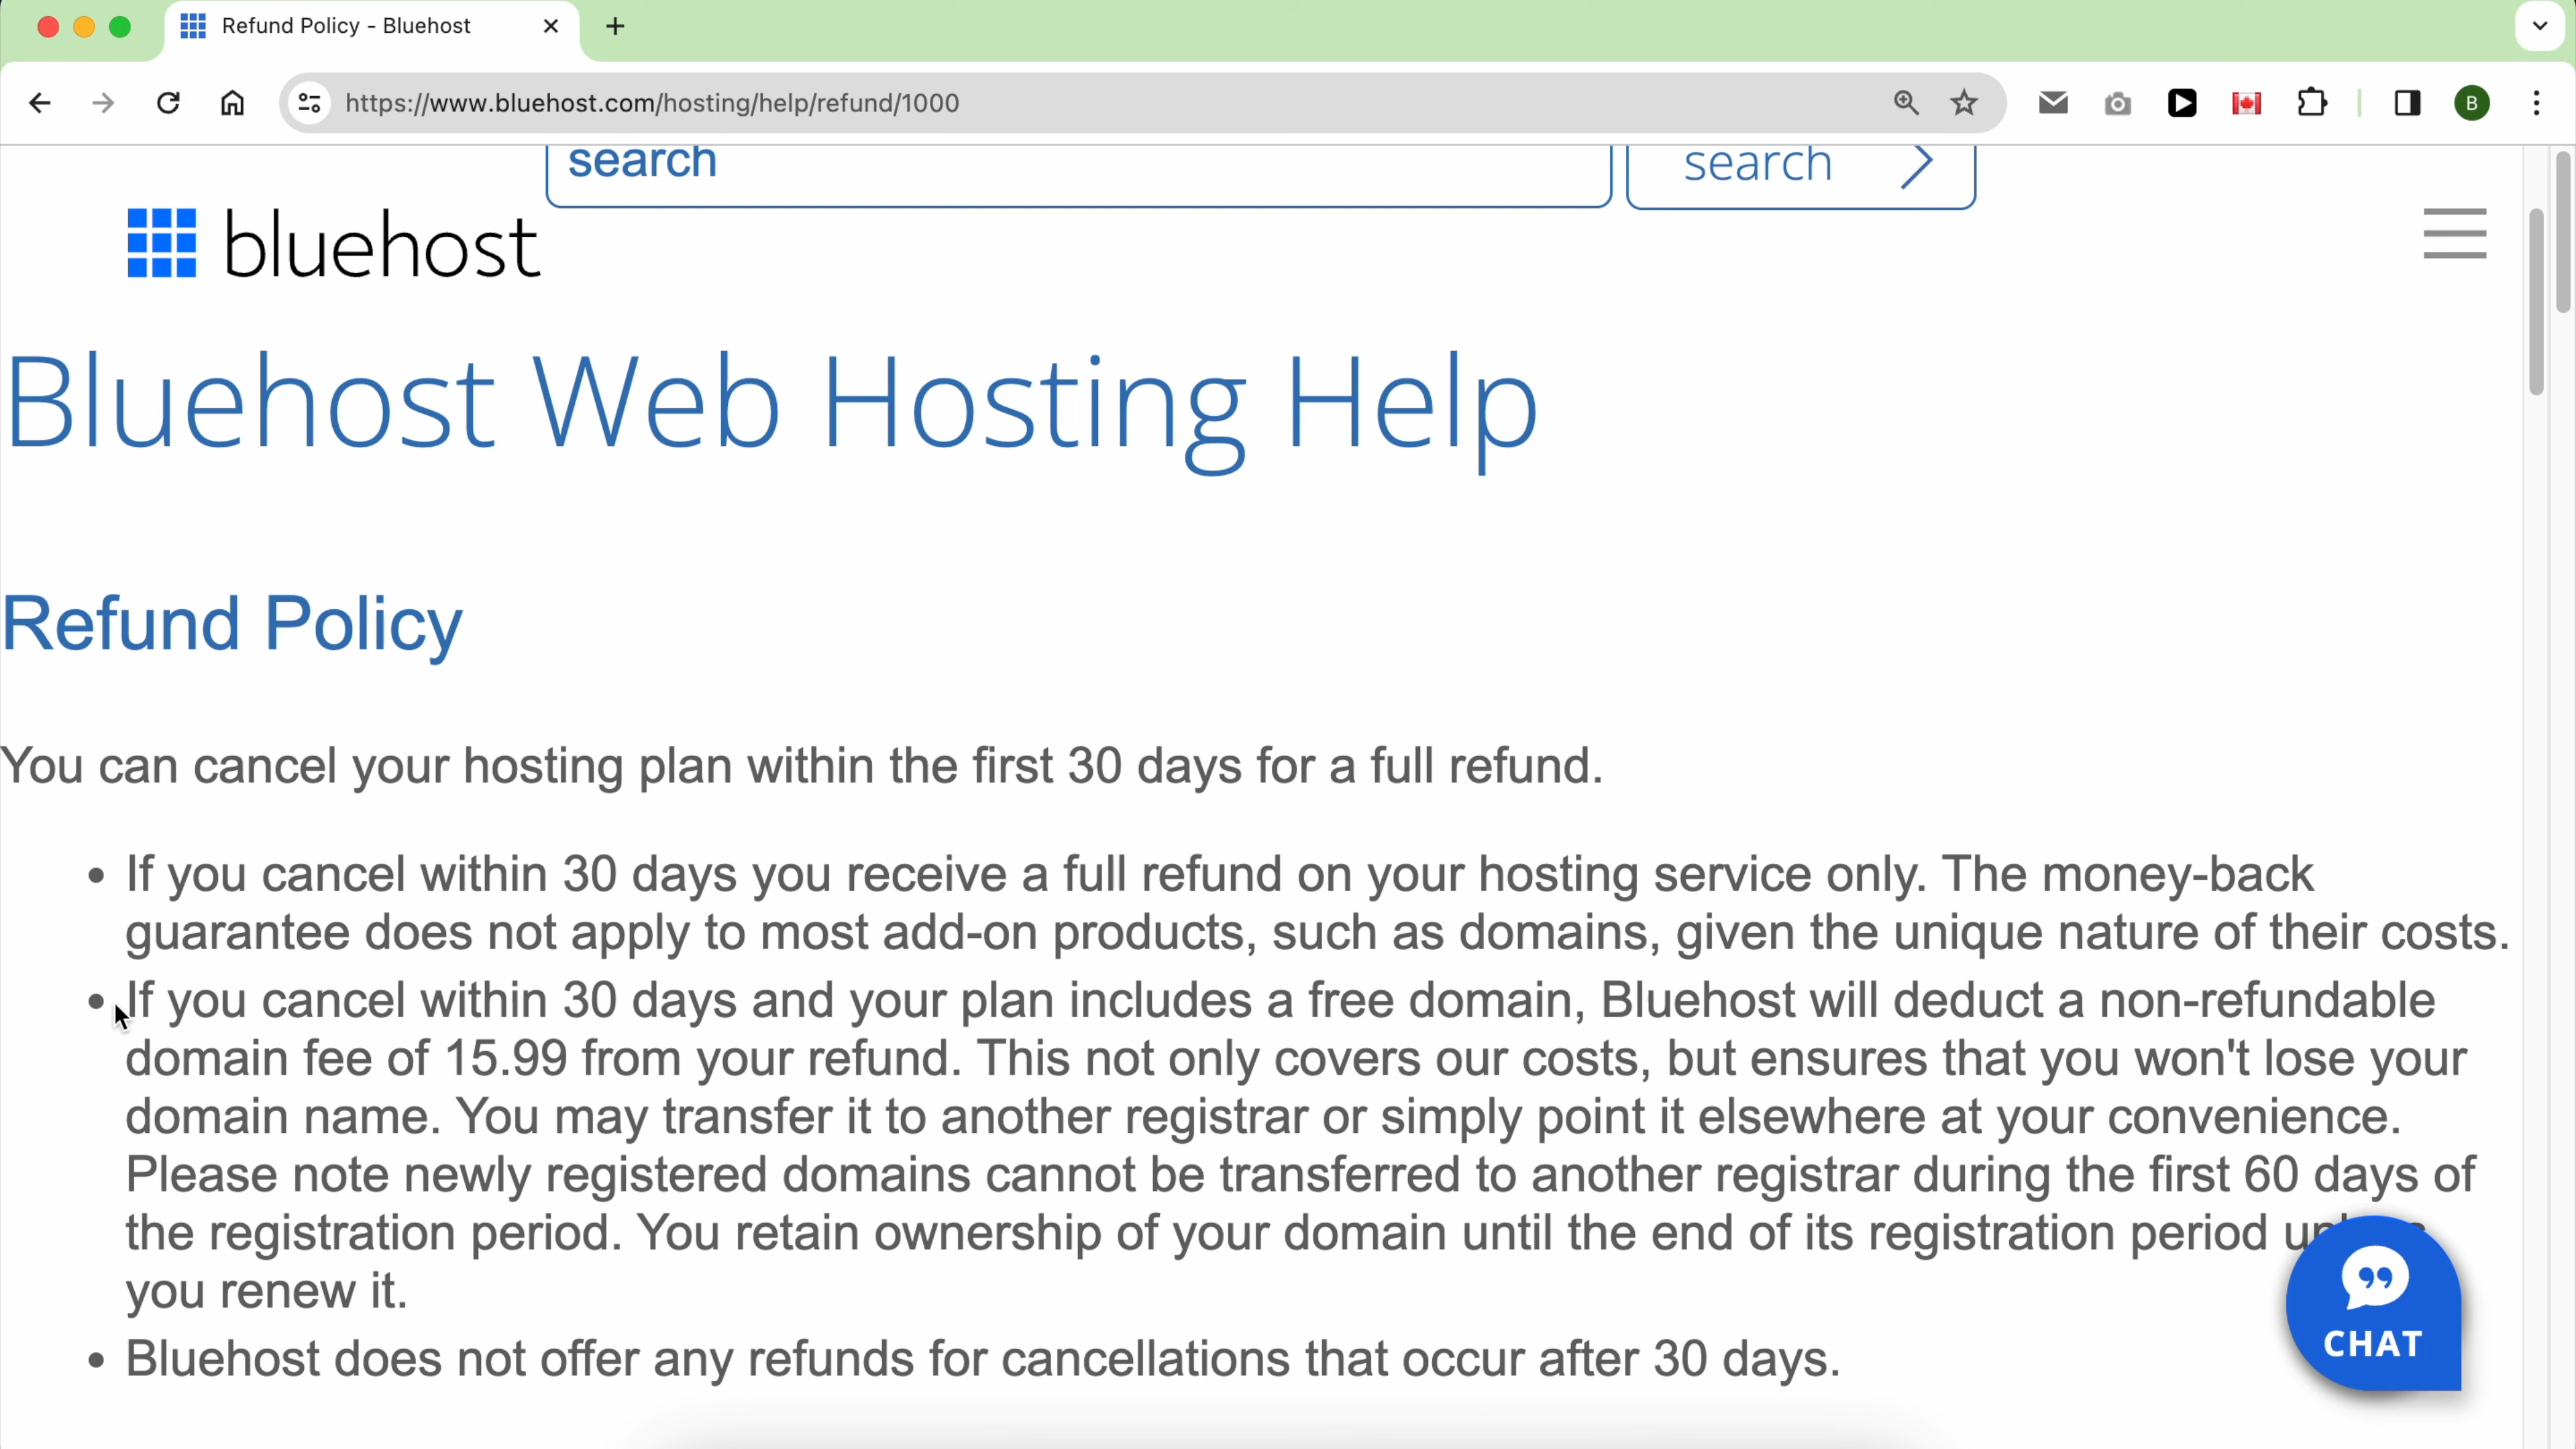 Refund Policy - Bluehost
https://www.bluehost.com/hosting/help/refund/1000
B
search
search
bluehost
Bluehost Web Hosting Help
Refund Policy
You can cancel your hosting plan within the first 30 days for a full refund.
• If you cancel within 30 days you receive a full refund on your hosting service only. The money-back
guarantee does not apply to most add-on products, such as domains, given the unique nature of their costs.
• If you cancel within 30 days and your plan includes a free domain, Bluehost will deduct a non-refundable
domain fee of 15.99 from your refund. This not only covers our costs, but ensures that you won't lose your
domain name. You may transfer it to another registrar or simply point it elsewhere at your convenience.
Please note newly registered domains cannot be transferred to another registrar during the first 60 days of
the registration period. You retain ownership of your domain until the end of its registration period
you renew it.
• Bluehost does not offer any refunds for cancellations that occur after 30 days.
CHAT